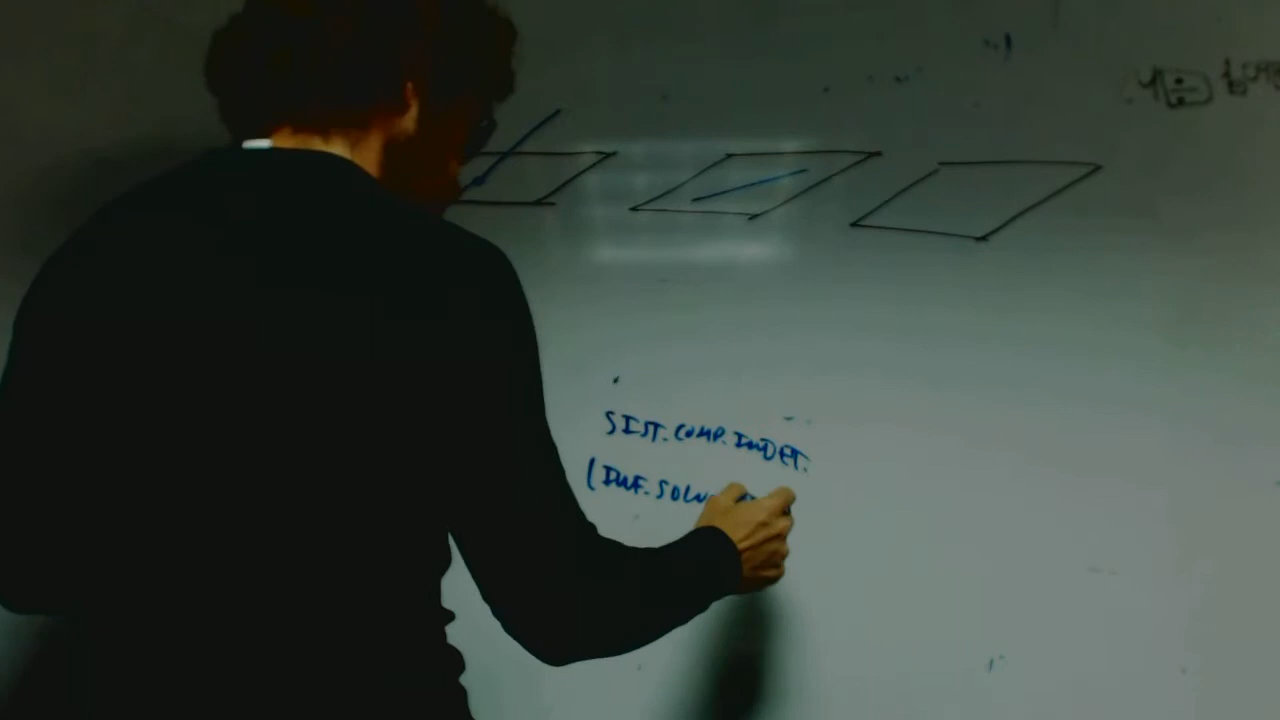 SIST. COMP. INDET.
(INF. SOLU